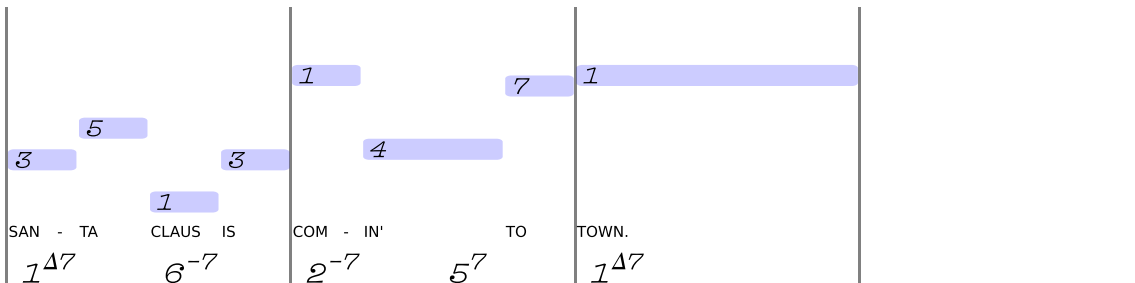 1 7
5
4
3 3
1
SAN - TA CLAUS IS COM - IN' TO TOWN.
1Δ7 6-7 2-7 57 1Δ7